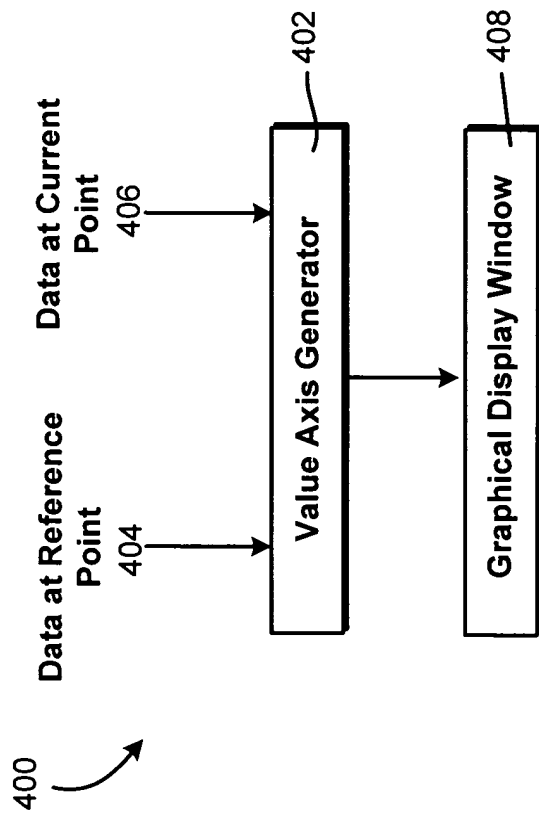 400
Data at Reference
Point
404
Data at Current
Point
406
Value Axis Generator
402
Graphical Display Window
408